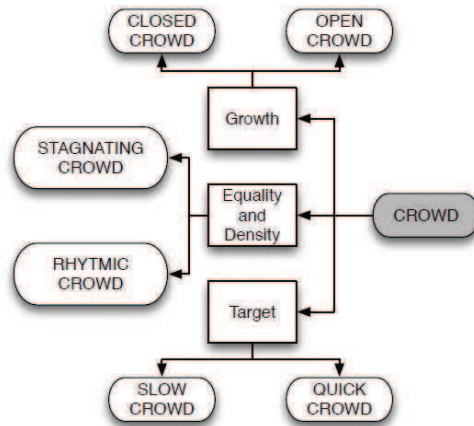 CLOSED
CROWD
OPEN
CROWD
Growth
STAGNATING
CROWD
Equality
and
Density
CROWD
RHYTMIC
CROWD
Target
SLOW
CROWD
QUICK
CROWD